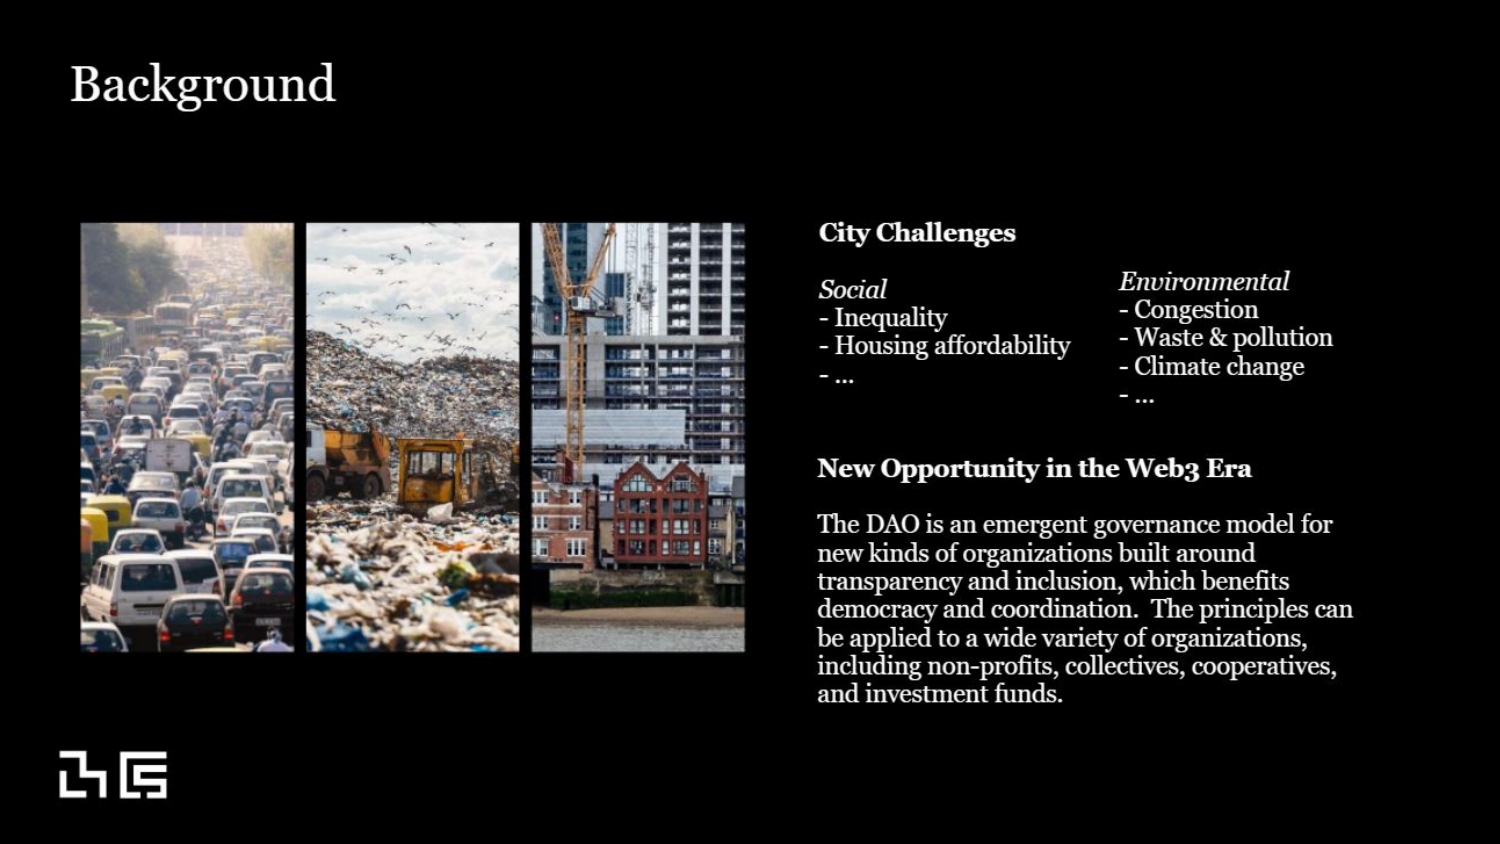 Background
City Challenges
Social
- Inequality
- Housing affordability
- ...
Environmental
- Congestion
- Waste & pollution
- Climate change
- ...
New Opportunity in the Web3 Era
The DAO is an emergent governance model for
new kinds of organizations built around
transparency and inclusion, which benefits
democracy and coordination.  The principles can
be applied to a wide variety of organizations,
including non-profits, collectives, cooperatives,
and investment funds.